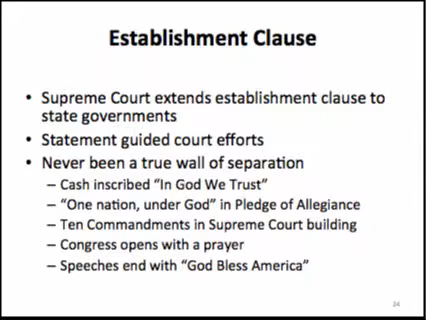 Establishment Clause
• Supreme Court extends establishment clause to
state governments
• Statement guided court efforts
• Never been a true wall of separation
– Cash inscribed “In God We Trust”
– “One nation, under God” in Pledge of Allegiance
– Ten Commandments in Supreme Court building
– Congress opens with a prayer
– Speeches end with “God Bless America”
24